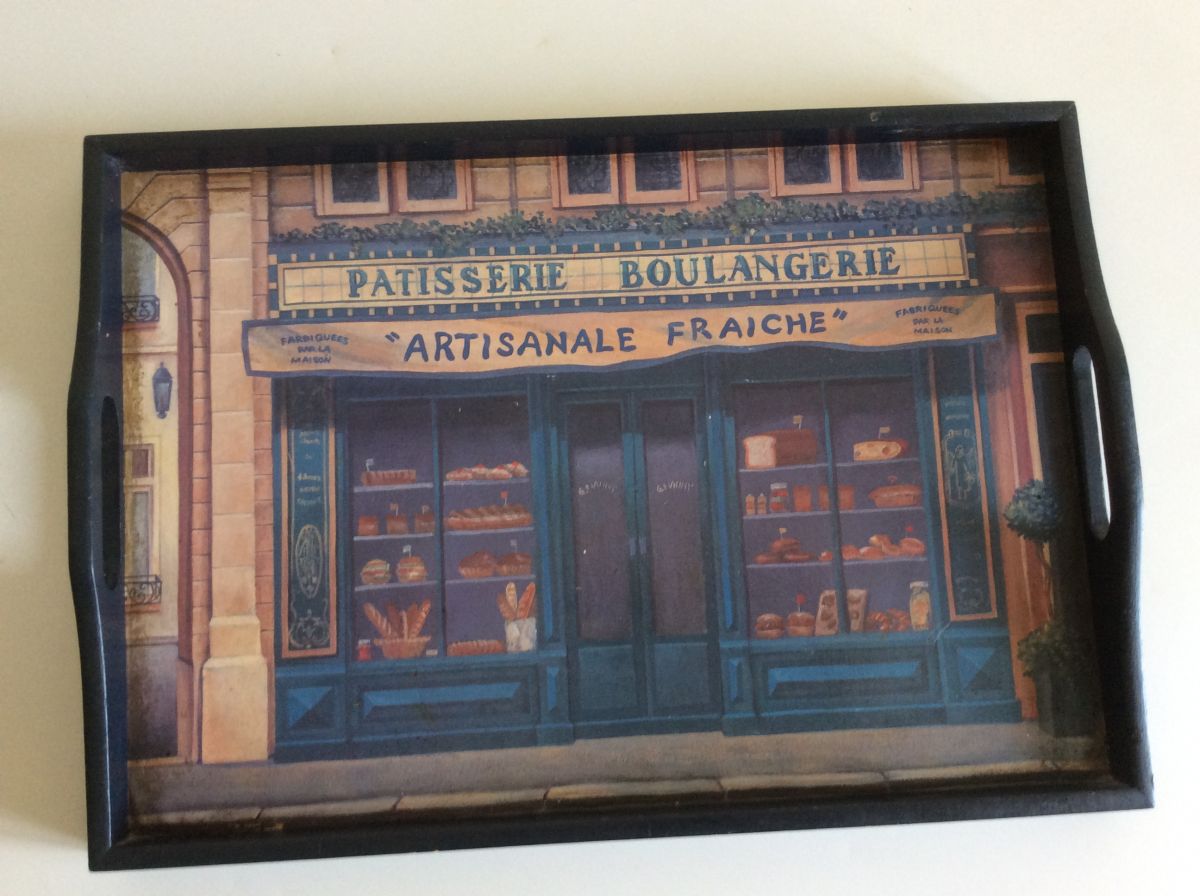 PATISSERIE BOULANGERIE
"ARTISANALE FRAICHE"
FABRIQUEES
PAR LA
MAISON
FABRIQUEES
PAR LA
MAISON